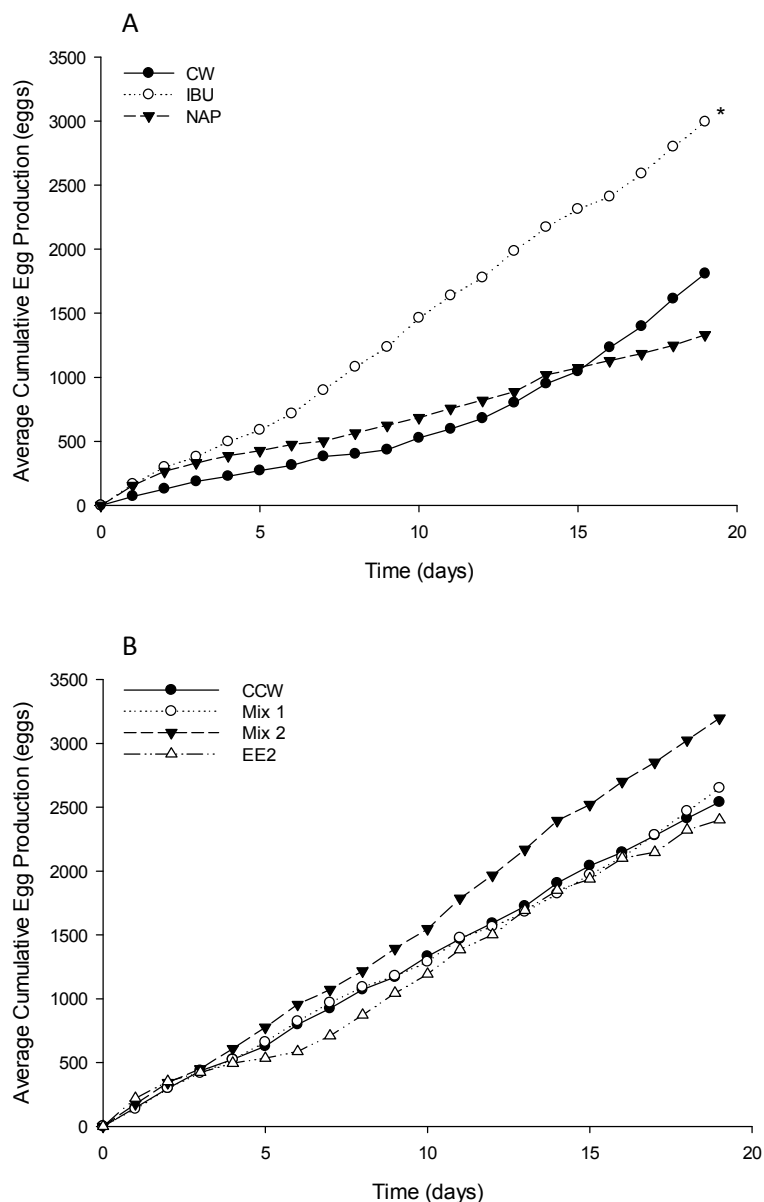 A
CW
IBU
NAP
*
3500
3000
2500
2000
1500
1000
500
0
Average Cumulative Egg Production (eggs)
0 5 10 15 20
Time (days)
B
CCW
Mix 1
Mix 2
EE2
3500
3000
2500
2000
1500
1000
500
0
Average Cumulative Egg Production (eggs)
0 5 10 15 20
Time (days)